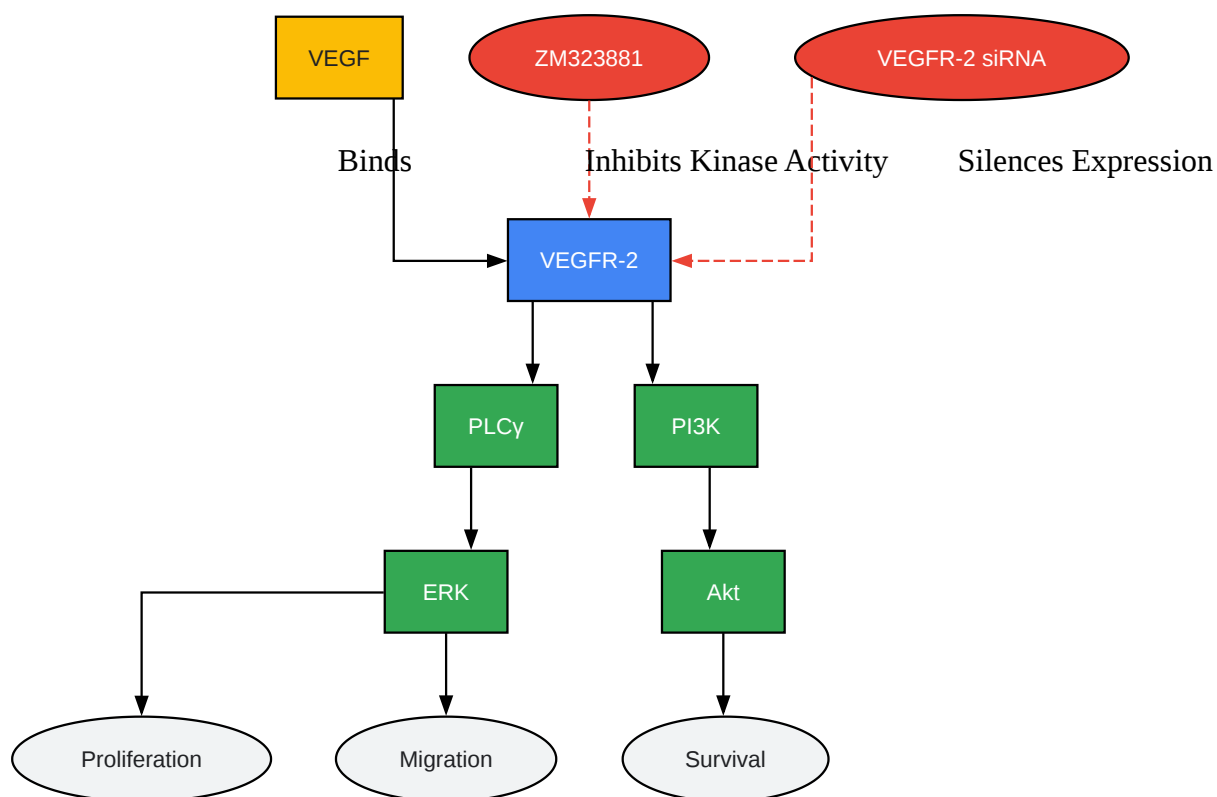 VEGF
ZM323881
VEGFR-2 siRNA
Binds
Inhibits Kinase Activity
Silences Expression
VEGFR-2
PLCγ
PI3K
ERK
Akt
Proliferation
Migration
Survival